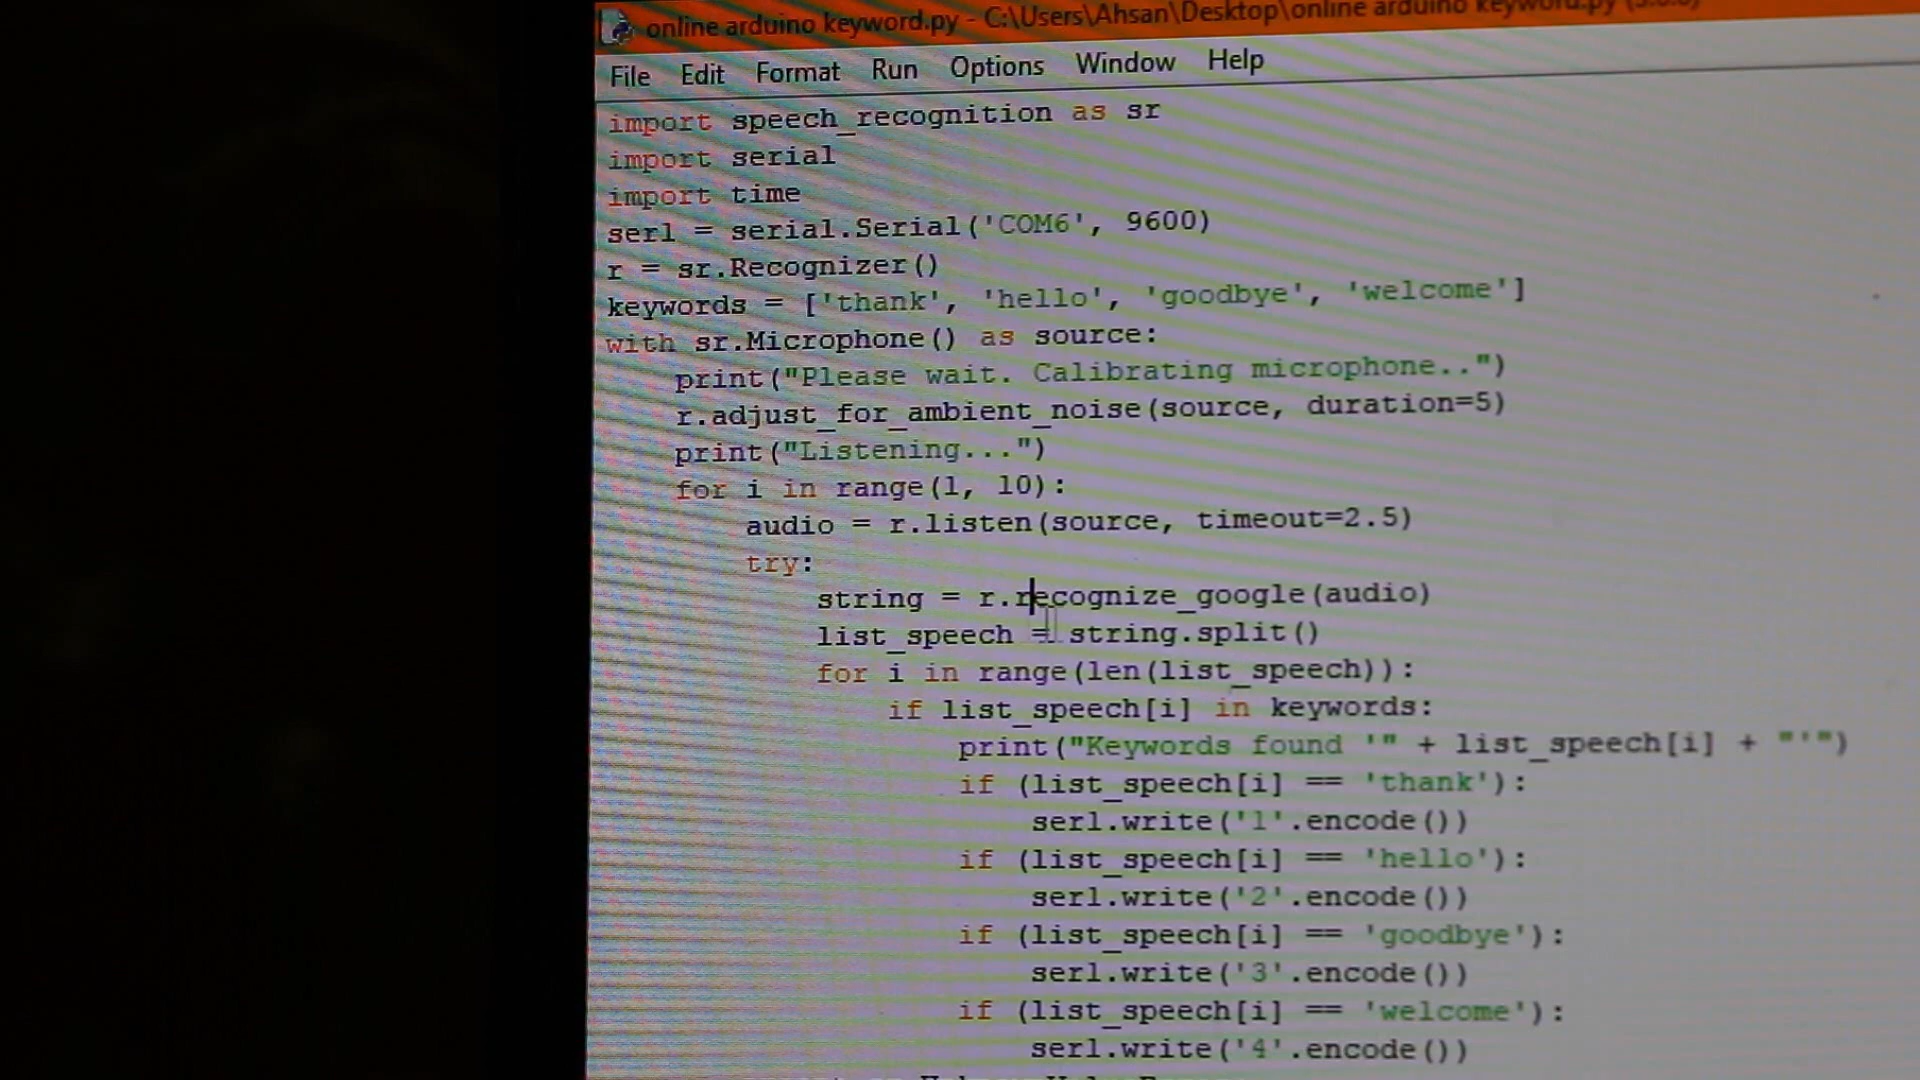 online arduino keyword.py - C:\Users\Ahsan\Desktop\online arduino keyword.py
File Edit Format Run Options Window Help
import speech_recognition as sr
import serial
import time
ser1 = serial.Serial('COM6', 9600)
r = sr.Recognizer()
keywords = ['thank', 'hello', 'goodbye', 'welcome']
with sr.Microphone() as source:
    print("Please wait. Calibrating microphone..")
    r.adjust_for_ambient_noise(source, duration=5)
    print("Listening...")
    for i in range(1, 10):
        audio = r.listen(source, timeout=2.5)
        try:
            string = r.recognize_google(audio)
            list_speech = string.split()
            for i in range(len(list_speech)):
                if list_speech[i] in keywords:
                    print("Keywords found '" + list_speech[i] + "'")
                    if (list_speech[i] == 'thank'):
                        ser1.write('1'.encode())
                    if (list_speech[i] == 'hello'):
                        ser1.write('2'.encode())
                    if (list_speech[i] == 'goodbye'):
                        ser1.write('3'.encode())
                    if (list_speech[i] == 'welcome'):
                        ser1.write('4'.encode())